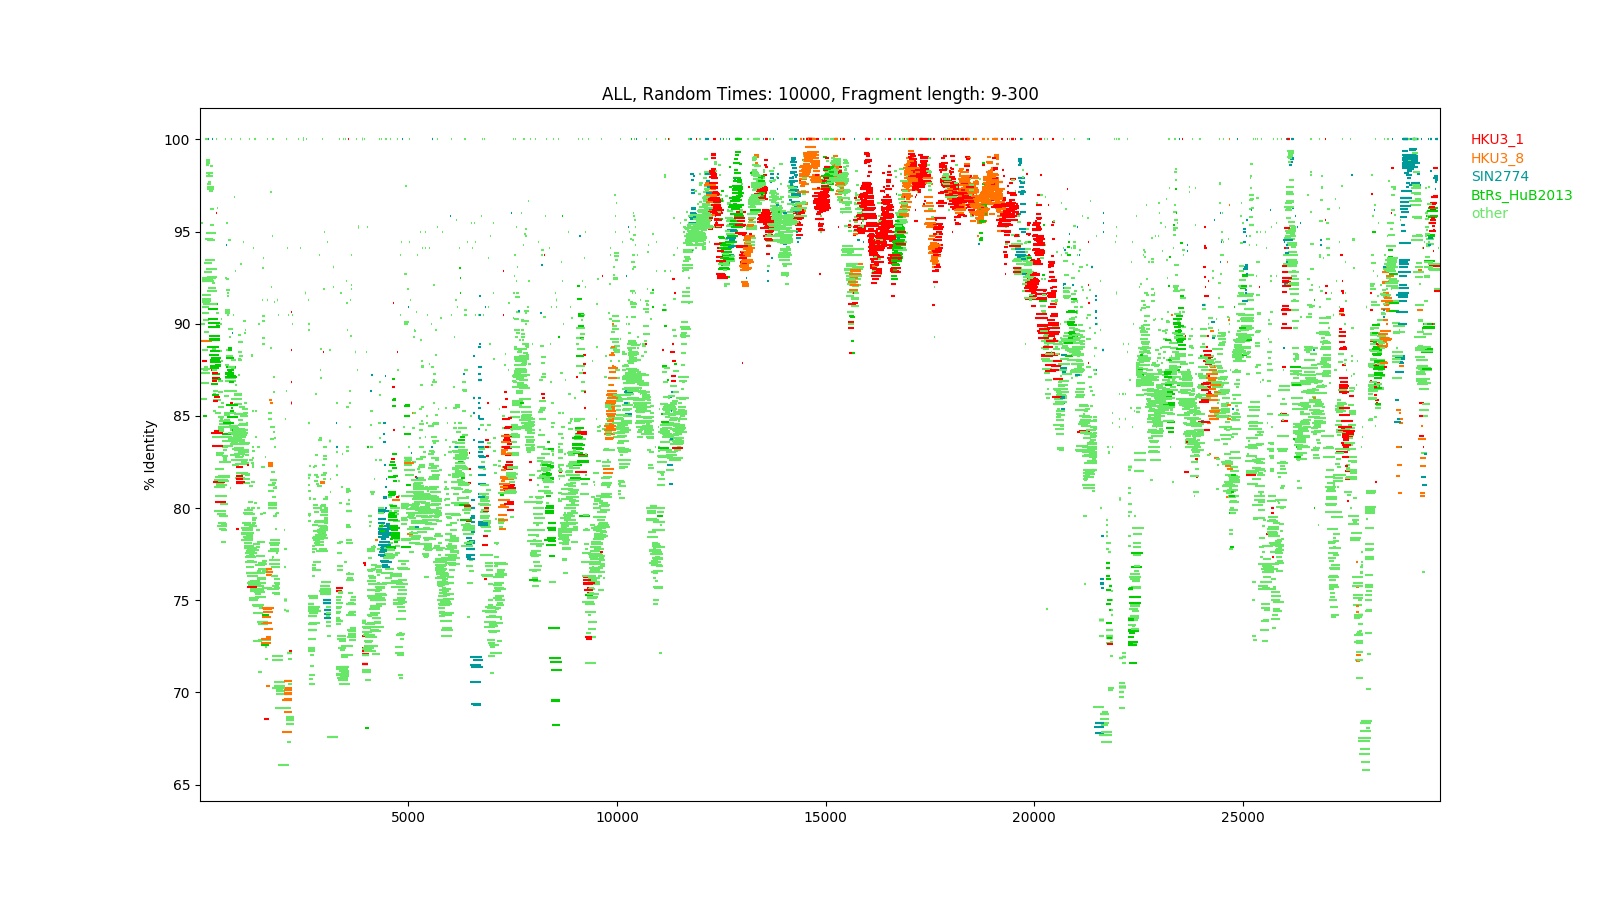 ALL, Random Times: 10000, Fragment length: 9-300
100
95
90
85
80
75
70
65
% Identity
5000
10000
15000
20000
25000
HKU3_1
HKU3_8
SIN2774
BtRs_HuB2013
other